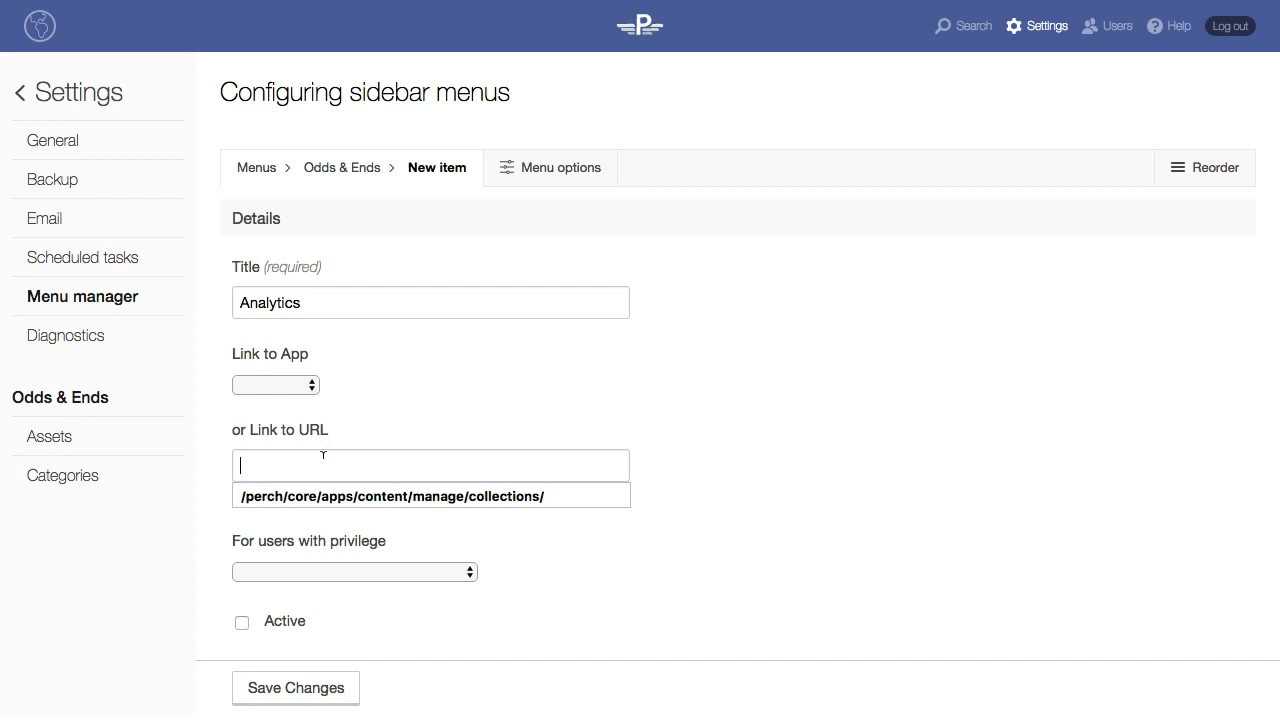 P
Search
Settings
Users
Help
Log out
Settings
General
Backup
Email
Scheduled tasks
Menu manager
Diagnostics
Odds & Ends
Assets
Categories
Configuring sidebar menus
Menus > Odds & Ends > New item
Menu options
Reorder
Details
Title (required)
Analytics
Link to App
or Link to URL
/perch/core/apps/content/manage/collections/
For users with privilege
Active
Save Changes